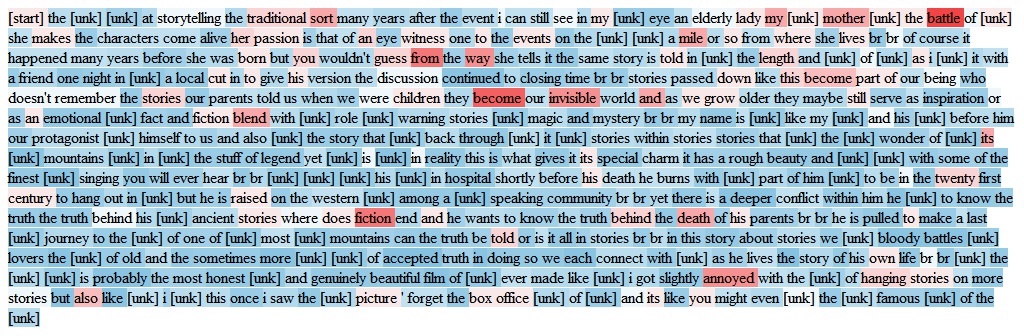 [start] the [unk] [unk] at storytelling the traditional sort many years after the event i can still see in my [unk] eye an elderly lady my [unk] mother [unk] the battle of [unk]
she makes the characters come alive her passion is that of an eye witness one to the events on the [unk] [unk] a mile or so from where she lives br br of course it
happened many years before she was born but you wouldn't guess from the way she tells it the same story is told in [unk] the length and [unk] of [unk] as i [unk] it with
a friend one night in [unk] a local cut in to give his version the discussion continued to closing time br br stories passed down like this become part of our being who
doesn't remember the stories our parents told us when we were children they become our invisible world and as we grow older they maybe still serve as inspiration or
as an emotional [unk] fact and fiction blend with [unk] role [unk] warning stories [unk] magic and mystery br br my name is [unk] like my [unk] and his [unk] before him
our protagonist [unk] himself to us and also [unk] the story that [unk] back through [unk] it [unk] stories within stories stories that [unk] the [unk] wonder of [unk] its
[unk] mountains [unk] in [unk] the stuff of legend yet [unk] is [unk] in reality this is what gives it its special charm it has a rough beauty and [unk] [unk] with some of the
finest [unk] singing you will ever hear br br [unk] [unk] [unk] his [unk] in hospital shortly before his death he burns with [unk] part of him [unk] to be in the twenty first
century to hang out in [unk] but he is raised on the western [unk] among a [unk] speaking community br br yet there is a deeper conflict within him he [unk] to know the
truth the truth behind his [unk] ancient stories where does fiction end and he wants to know the truth behind the death of his parents br br he is pulled to make a last
[unk] journey to the [unk] of one of [unk] most [unk] mountains can the truth be told or is it all in stories br br in this story about stories we [unk] bloody battles [unk]
lovers the [unk] of old and the sometimes more [unk] of accepted truth in doing so we each connect with [unk] as he lives the story of his own life br br [unk] the
[unk] [unk] is probably the most honest [unk] and genuinely beautiful film of [unk] ever made like [unk] i got slightly annoyed with the [unk] of hanging stories on more
stories but also like [unk] i [unk] this once i saw the [unk] picture ' forget the box office [unk] of [unk] and its like you might even [unk] the [unk] famous [unk] of the
[unk]